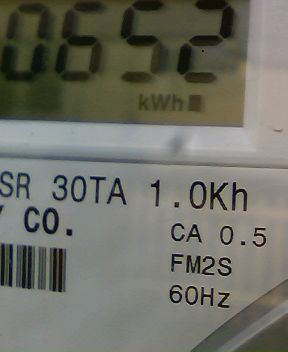 0652
kWh
SR 30TA 1.0Kh
Y CO.
CA 0.5
FM2S
60Hz